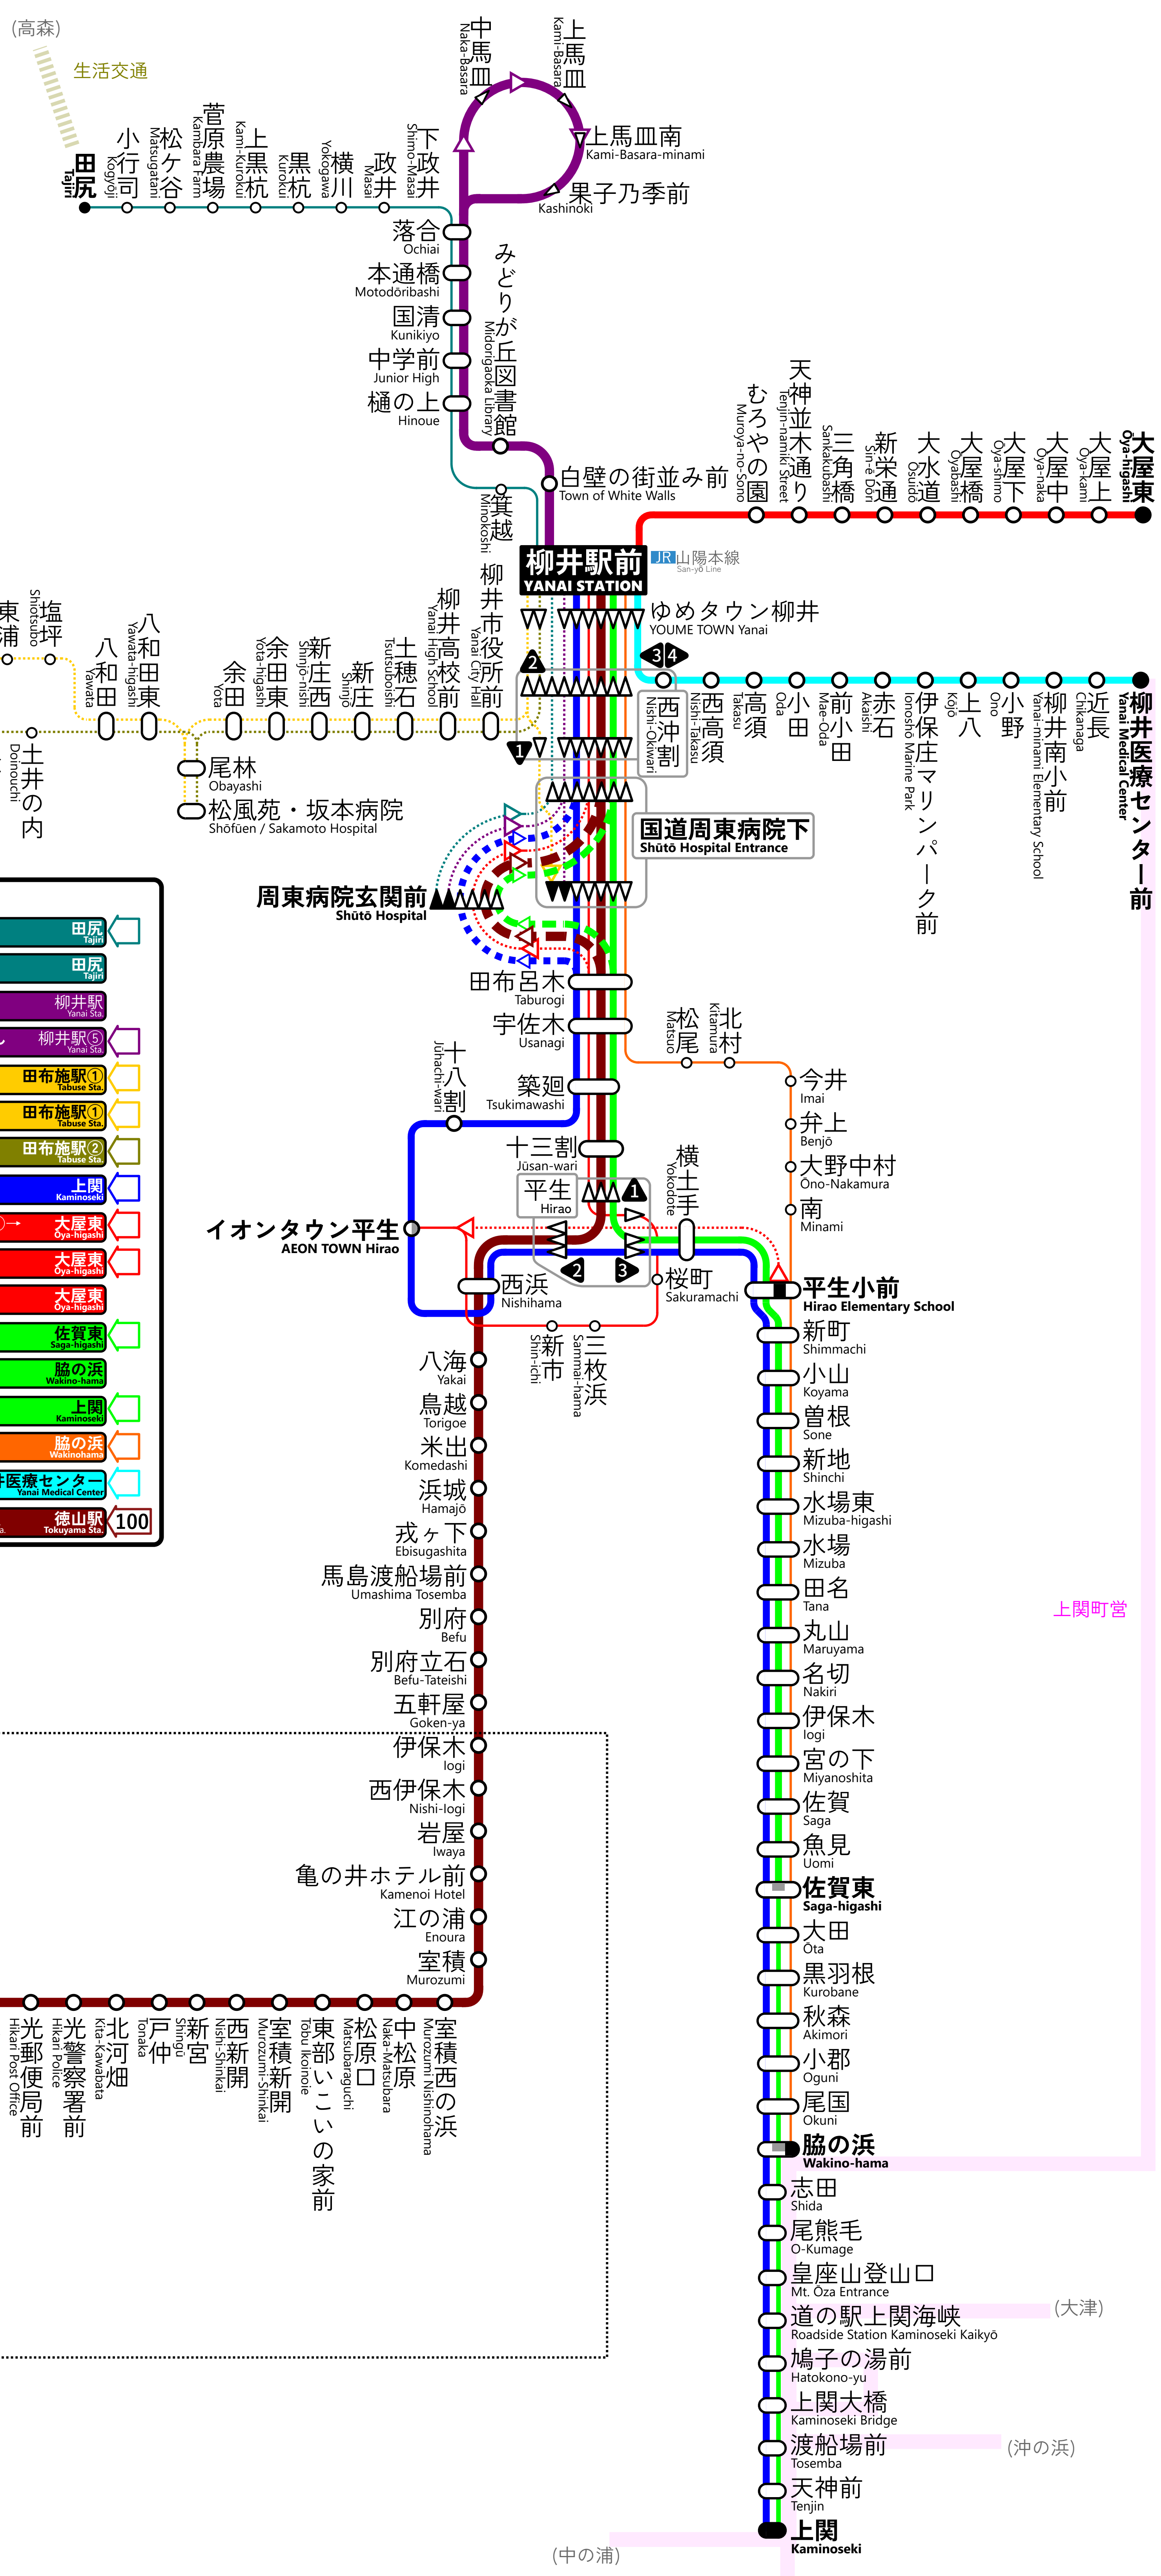 (高森)
生活交通
田尻
Tajiri
小行司
Kogyōji
松ケ谷
Matsugatani
菅原農場
Kanbara Farm
上黒杭
Kami-Kurokui
黒杭
Kurokui
横川
Yokogawa
政井
Masai
下政井
Shimo-Masai
中馬皿
Naka-Basara
上馬皿
Kami-Basara
上馬皿南
Kami-Basara-minami
果子乃季前
Kashinoki
落合
Ochiai
本通橋
Motodōribashi
国清
Kunikiyo
中学前
Junior High
樋の上
Hinoue
みどりが丘図書館
Midorigaoka Library
白壁の街並み前
Town of White Walls
箕越
Minokoshi
柳井駅前
YANAI STATION
JR 山陽本線
San-yō Line
むろやの園
Muroya-no-Sono
天神並木通り
Tenjin-namiki Street
三角橋
Sankakubashi
新栄通
Sin-ē Dōri
大水道
Osuidō
大屋橋
Ōyabashi
大屋下
Ōya-shimo
大屋中
Ōya-naka
大屋上
Ōya-kami
大屋東
Ōya-higashi
ゆめタウン柳井
YOUME TOWN Yanai
3 4
2
1
西沖割
Nishi-Okiwari
西高須
Nishi-Takasu
高須
Takasu
小田
Oda
前小田
Mae-Oda
赤石
Akaishi
伊保庄マリンパーク前
Ionoshō Marine Park
上八
Kōjō
小野
Ono
柳井南小前
Yanai-minami Elementary School
近長
Chikanaga
柳井医療センター前
Yanai Medical Center
東浦
塩坪
Shiotsubo
八和田
Yawata
八和田東
Yawata-higashi
余田
Yota
余田東
Yota-higashi
新庄西
Shinjō-nishi
新庄
Shinjō
土穂石
Tsutsuboishi
柳井高校前
Yanai High School
柳井市役所前
Yanai City Hall
土井の内
Doinouchi
尾林
Obayashi
松風苑・坂本病院
Shōfūen / Sakamoto Hospital
国道周東病院下
Shūtō Hospital Entrance
周東病院玄関前
Shūtō Hospital
田尻
Tajiri
田尻
Tajiri
柳井駅
Yanai Sta.
柳井駅⑤
Yanai Sta.
田布施駅①
Tabuse Sta.
田布施駅①
Tabuse Sta.
田布施駅②
Tabuse Sta.
上関
Kaminoseki
大屋東
Oya-higashi
大屋東
Oya-higashi
大屋東
Oya-higashi
佐賀東
Saga-higashi
脇の浜
Wakino-hama
上関
Kaminoseki
脇の浜
Wakinohama
井医療センター
Yanai Medical Center
徳山駅
Tokuyama Sta.
100
田布呂木
Taburogi
宇佐木
Usanagi
築廻
Tsukimawashi
十八割
Jūhachi-wari
十三割
Jūsan-wari
松尾
Matsuo
北村
Kitamura
今井
Imai
弁上
Benjō
大野中村
Ōno-Nakamura
南
Minami
平生
Hirao
1
2
3
横土手
Yokodote
イオンタウン平生
AEON TOWN Hirao
西浜
Nishihama
桜町
Sakuramachi
新市
Shin-ichi
三枚浜
Sammai-hama
平生小前
Hirao Elementary School
新町
Shimmachi
小山
Koyama
曽根
Sone
新地
Shinchi
水場東
Mizuba-higashi
水場
Mizuba
田名
Tana
丸山
Maruyama
名切
Nakiri
伊保木
Iogi
宮の下
Miyanoshita
佐賀
Saga
魚見
Uomi
佐賀東
Saga-higashi
大田
Ōta
黒羽根
Kurobane
秋森
Akimori
小郡
Oguni
尾国
Okuni
脇の浜
Wakino-hama
志田
Shida
尾熊毛
O-Kumage
皇座山登山口
Mt. Ōza Entrance
道の駅上関海峡
Roadside Station Kaminoseki Kaikyō
鳩子の湯前
Hatokono-yu
上関大橋
Kaminoseki Bridge
渡船場前
Tosemba
天神前
Tenjin
上関
Kaminoseki
八海
Yakai
鳥越
Torigoe
米出
Komedashi
浜城
Hamajō
戎ヶ下
Ebisugashita
馬島渡船場前
Umashima Tosemba
別府
Befu
別府立石
Befu-Tateishi
五軒屋
Goken-ya
伊保木
Iogi
西伊保木
Nishi-Iogi
岩屋
Iwaya
亀の井ホテル前
Kamenoi Hotel
江の浦
Enoura
室積
Murozumi
光郵便局前
Hikari Post Office
光警察署前
Hikari Police
北河畑
Kita-Kawabata
戸仲
Tonaka
新宮
Shingū
西新開
Nishi-Shinkai
室積新開
Murozumi-Shinkai
東部いこいの家前
Tōbu Ikoinoie
松原口
Matsubaraguchi
中松原
Naka-Matsubara
室積西の浜
Murozumi Nishinohama
上関町営
(大津)
(沖の浜)
(中の浦)